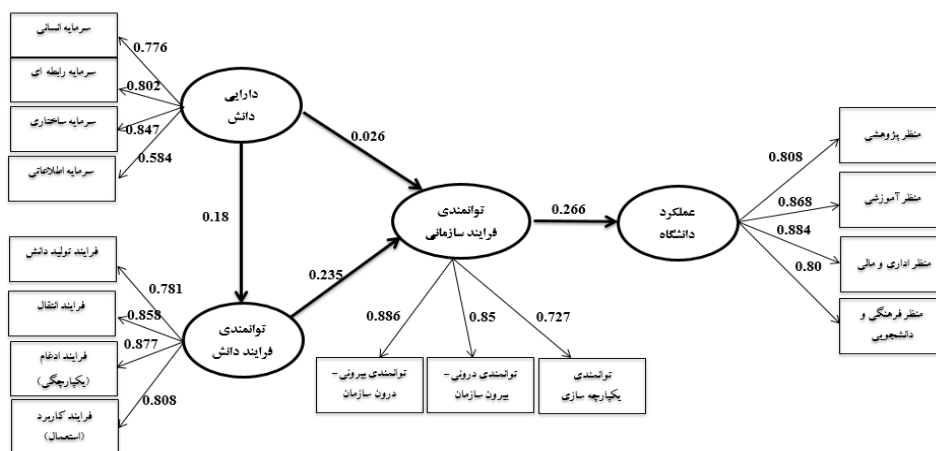 سرمایه انسانی
0.776
سرمایه رابطه ای
0.802
سرمایه ساختاری
0.847
سرمایه اطلاعاتی
0.584
دارایی
دانش
0.026
0.18
توانمندی
فرایند سازمانی
0.266
عملکرد
دانشگاه
منظر پژوهشی
0.808
منظر آموزشی
0.868
منظر اداری و مالی
0.884
منظر فرهنگی و
دانشجویی
0.80
فرایند تولید دانش
0.781
فرایند انتقال
0.858
فرایند ادغام
(یکپارچگی)
0.877
فرایند کاربرد
(استعمال)
0.808
توانمندی
فرایند دانش
0.235
0.886
0.85
0.727
توانمندی بیرونی-
درون سازمان
توانمندی درونی-
بیرون سازمان
توانمندی
یکپارچه سازی